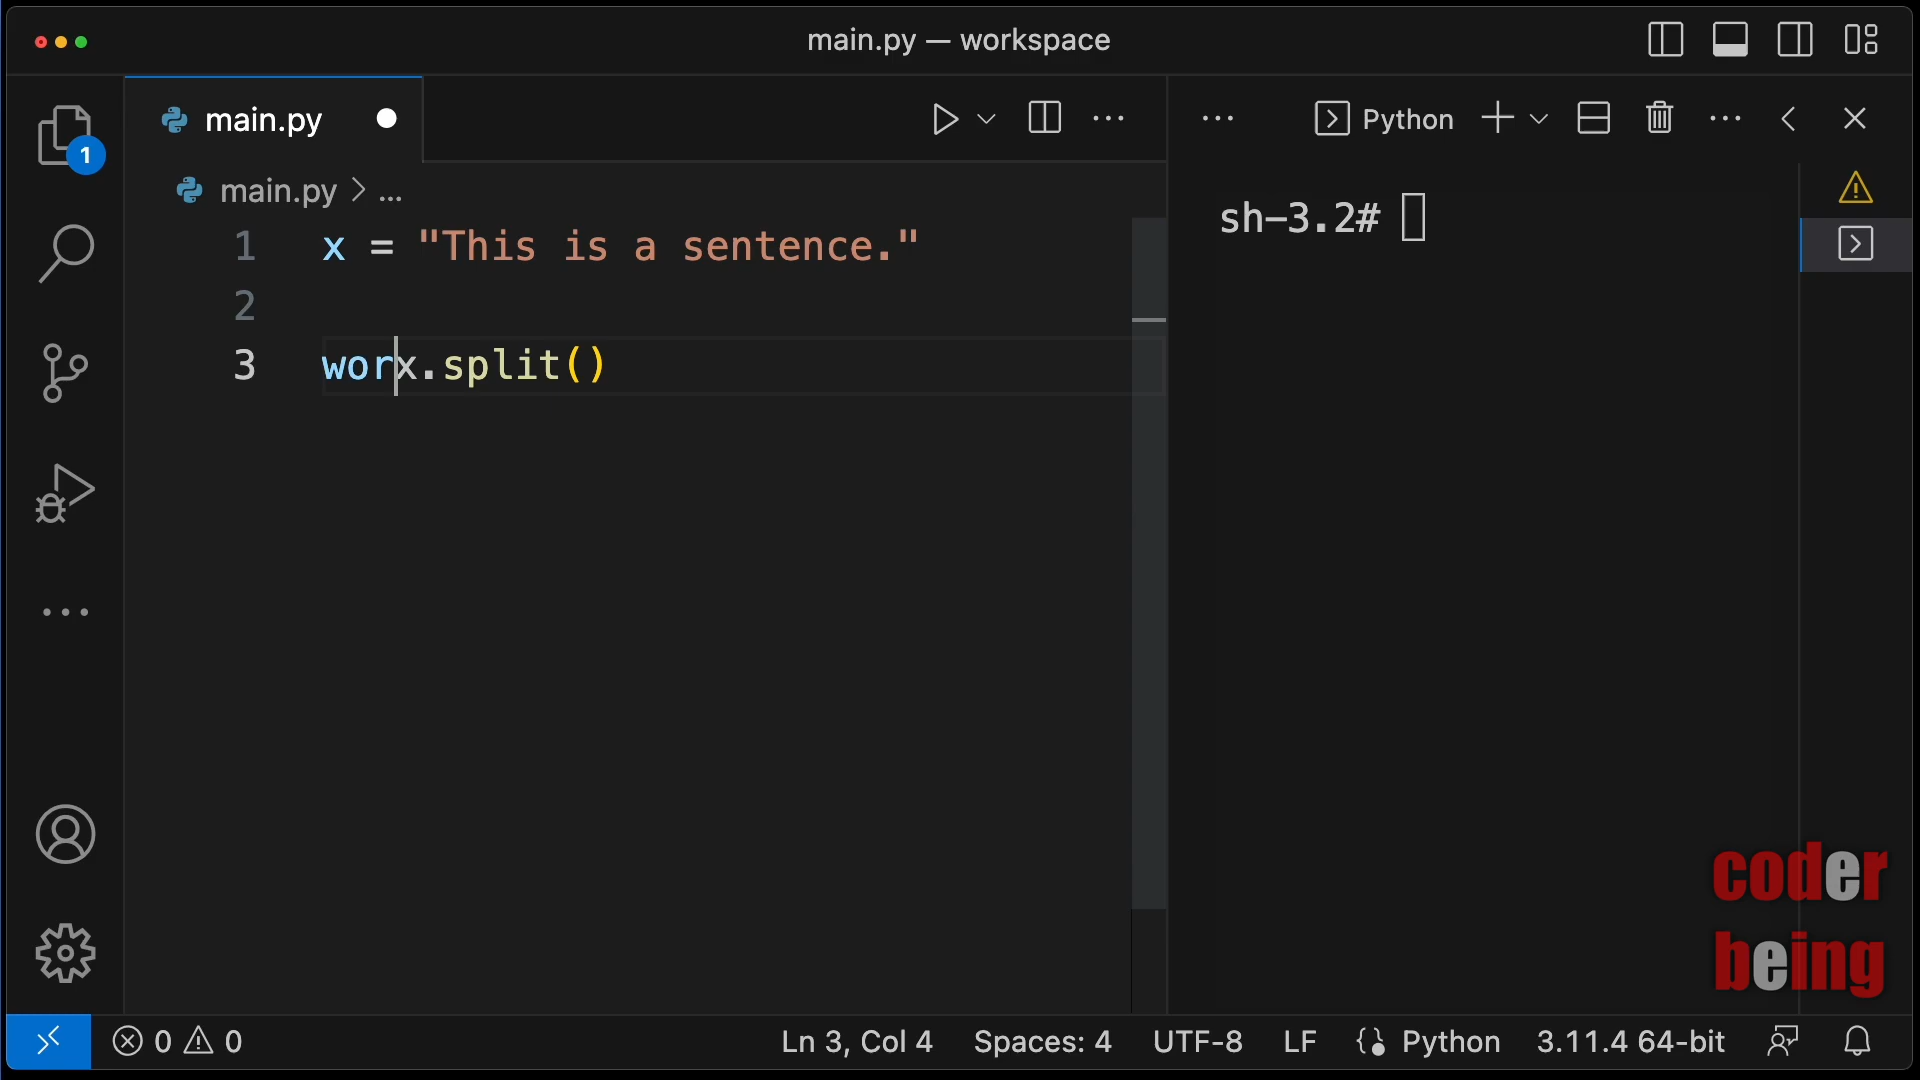 main.py — workspace
main.py
Python
1
main.py > ...
1 x = "This is a sentence."
2
3 worx.split()
sh-3.2#
coder
being
0 0 Ln 3, Col 4 Spaces: 4 UTF-8 LF Python 3.11.4 64-bit